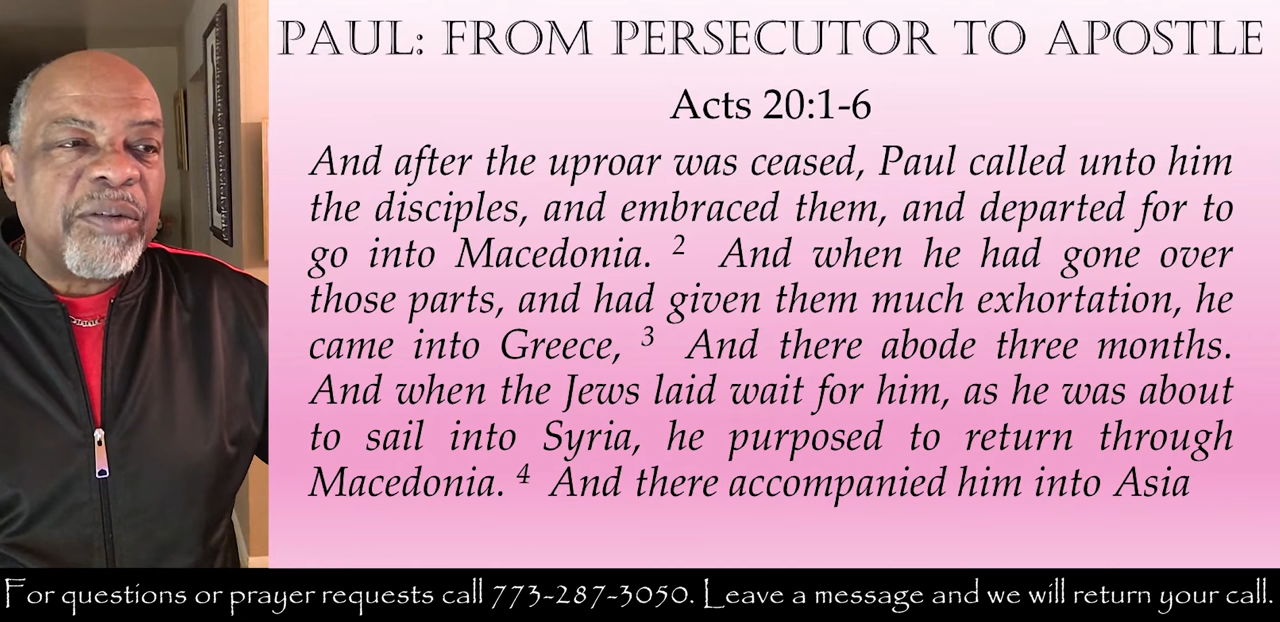 PAUL: FROM PERSECUTOR TO APOSTLE
Acts 20:1-6
And after the uproar was ceased, Paul called unto him
the disciples, and embraced them, and departed for to
go into Macedonia. 2 And when he had gone over
those parts, and had given them much exhortation, he
came into Greece, 3 And there abode three months.
And when the Jews laid wait for him, as he was about
to sail into Syria, he purposed to return through
Macedonia. 4 And there accompanied him into Asia
For questions or prayer requests call 773-287-3050. Leave a message and we will return your call.